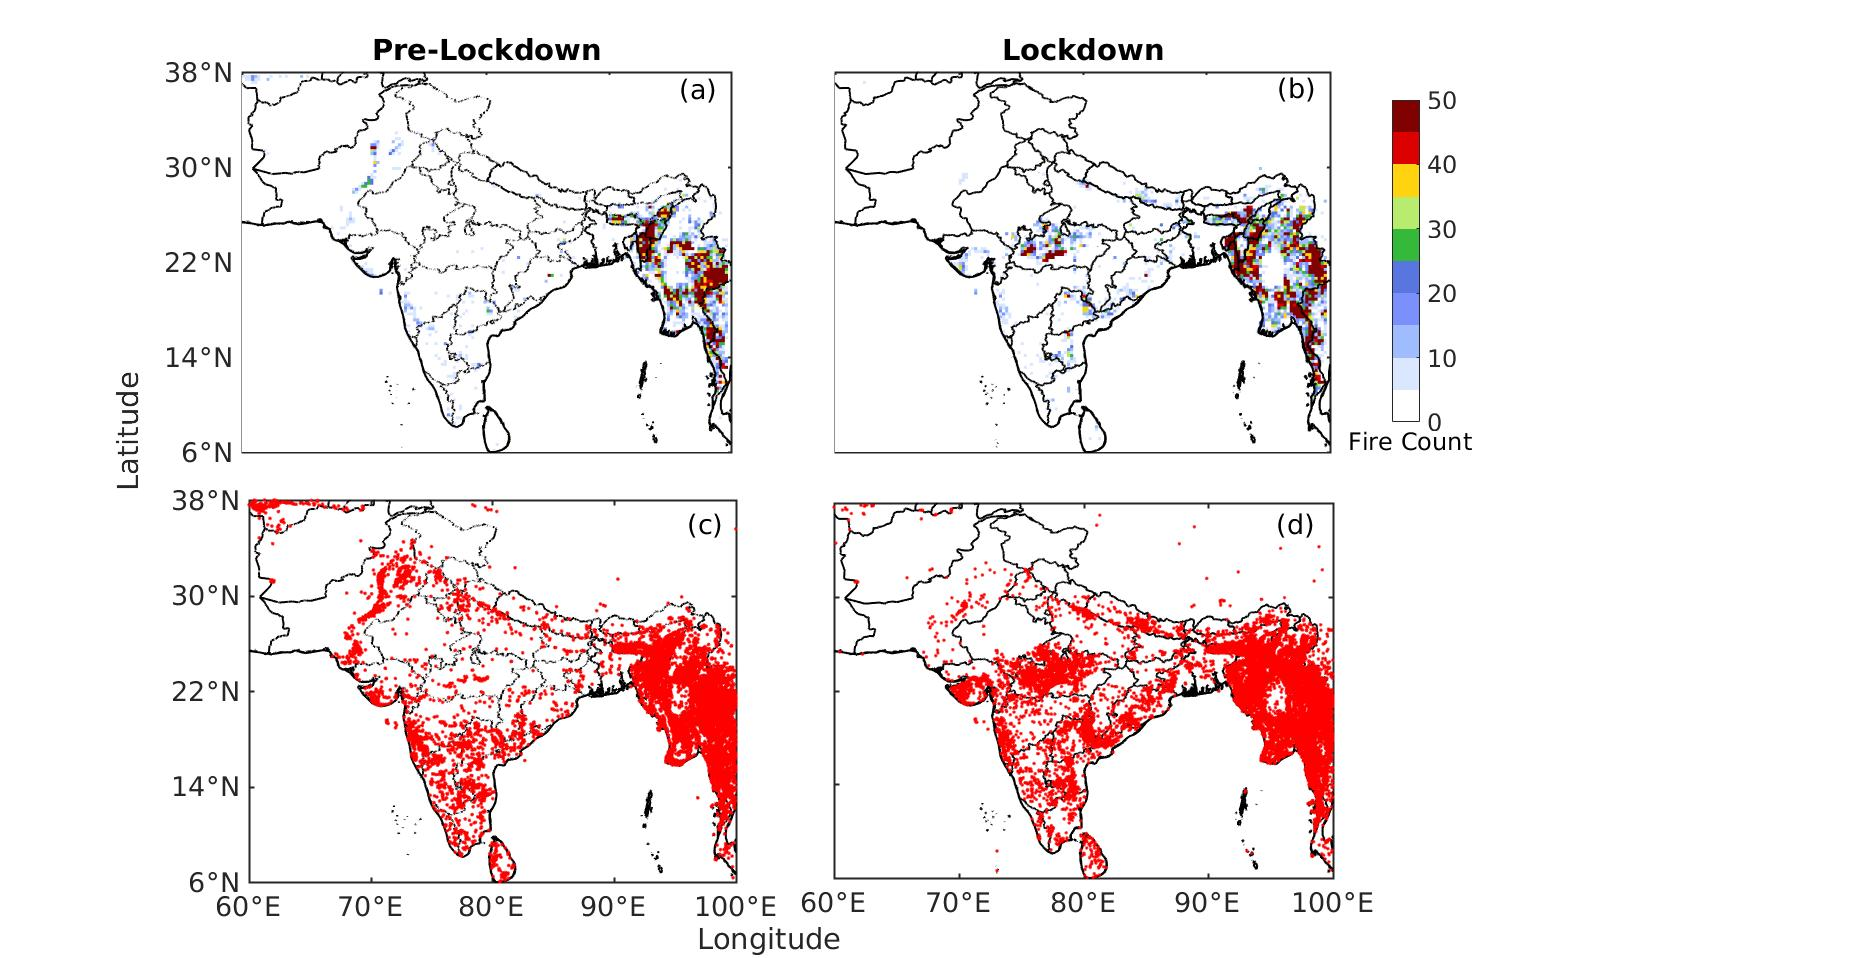 Pre-Lockdown
Lockdown
38°N
30°N
22°N
14°N
6°N
(a)
(b)
50
40
30
20
10
0
Fire Count
Latitude
38°N
30°N
22°N
14°N
6°N
(c)
(d)
60°E 70°E 80°E 90°E 100°E
60°E 70°E 80°E 90°E 100°E
Longitude